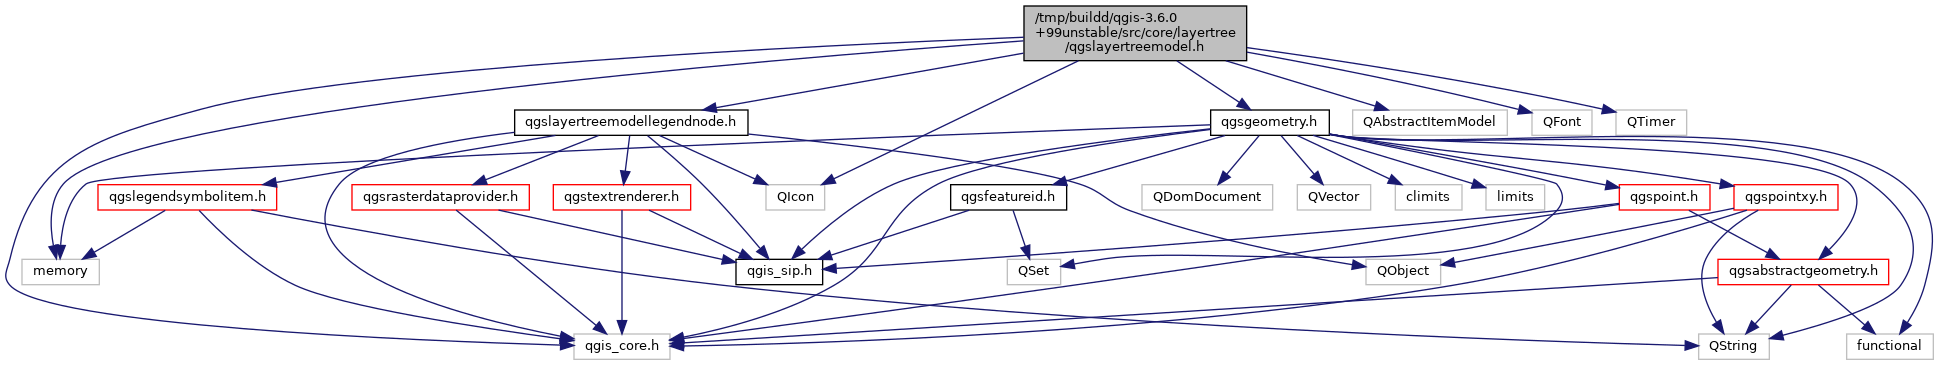 /tmp/buildd/qgis-3.6.0
+99unstable/src/core/layertree
/qgslayertreemodel.h
qgslayertreemodellegendnode.h
qgsgeometry.h
QAbstractItemModel
QFont
QTimer
qgslegendsymbolitem.h
qgsrasterdataprovider.h
qgstextrenderer.h
QIcon
qgsfeatureid.h
QDomDocument
QVector
climits
limits
qgspoint.h
qgspointxy.h
memory
qgis_sip.h
QSet
QObject
qgsabstractgeometry.h
qgis_core.h
QString
functional